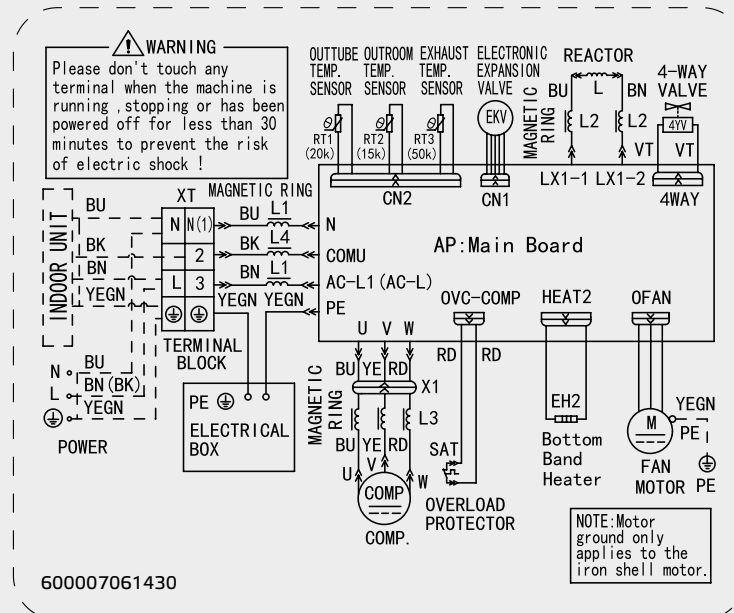 WARNING
Please don't touch any
terminal when the machine is
running ,stopping or has been
powered off for less than 30
minutes to prevent the risk
of electric shock !
OUTTUBE OUTROOM EXHAUST ELECTRONIC
TEMP. TEMP. TEMP. EXPANSION
SENSOR SENSOR SENSOR VALVE
REACTOR
4-WAY
VALVE
BU L BN
RT1 RT2 RT3
(20k) (15k) (50k)
EKV
MAGNETIC
RING
L2 L2
4YV
VT VT
CN2 CN1 LX1-1 LX1-2 4WAY
XT MAGNETIC RING
INDOOR UNIT
BU
N N(1) BU L1 N
BK 2 BK L4 COMU
BN L 3 BN L1 AC-L1(AC-L)
YEGN YEGN YEGN PE
AP:Main Board
OVC-COMP HEAT2 OFAN
TERMINAL
BLOCK
U V W
RD RD
N BU
L BN(BK)
YEGN
POWER
PE
ELECTRICAL
BOX
MAGNETIC
RING
BU YE RD
X1
L3
BU YE RD
U V W
COMP
COMP.
SAT
OVERLOAD
PROTECTOR
EH2
Bottom
Band
Heater
M
FAN
MOTOR
YEGN
PE
PE
NOTE:Motor
ground only
applies to the
iron shell motor.
600007061430